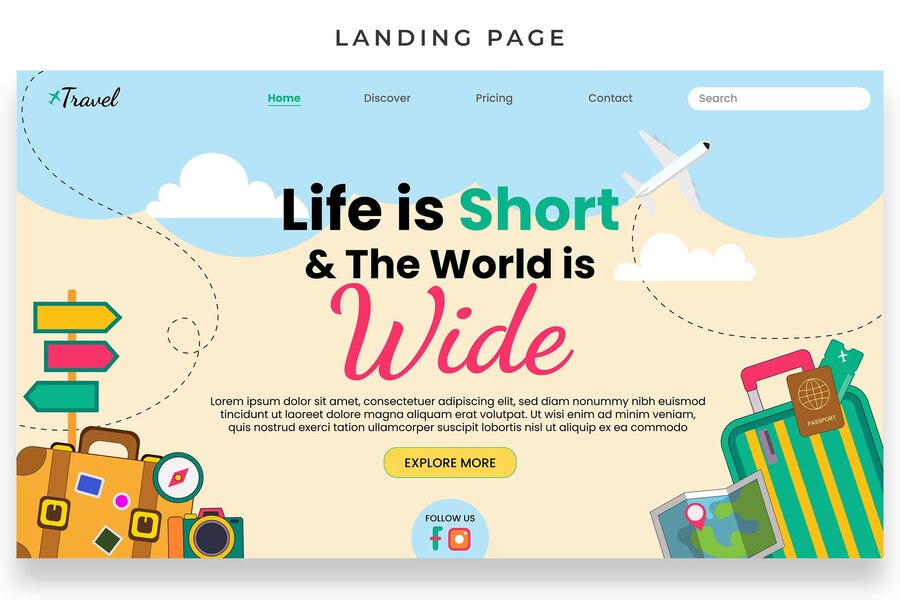 LANDING PAGE
Travel
Home
Discover
Pricing
Contact
Search
Life is Short
& The World is
Wide
Lorem ipsum dolor sit amet, consectetuer adipiscing elit, sed diam nonummy nibh euismod
tincidunt ut laoreet dolore magna aliquam erat volutpat. Ut wisi enim ad minim veniam,
quis nostrud exerci tation ullamcorper suscipit lobortis nisl ut aliquip ex ea commodo
EXPLORE MORE
FOLLOW US
PASSPORT